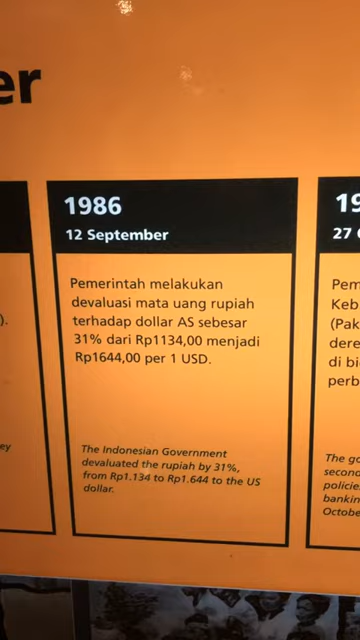 er
1986
12 September
Pemerintah melakukan
devaluasi mata uang rupiah
terhadap dollar AS sebesar
31% dari Rp1134,00 menjadi
Rp1644,00 per 1 USD.
The Indonesian Government
devaluated the rupiah by 31%,
from Rp1.134 to Rp1.644 to the US
dollar.
).
ey
19
27
Pem
Keb
(Pak
dere
di bi
perb
The go
second
policie
bankin
Octobe